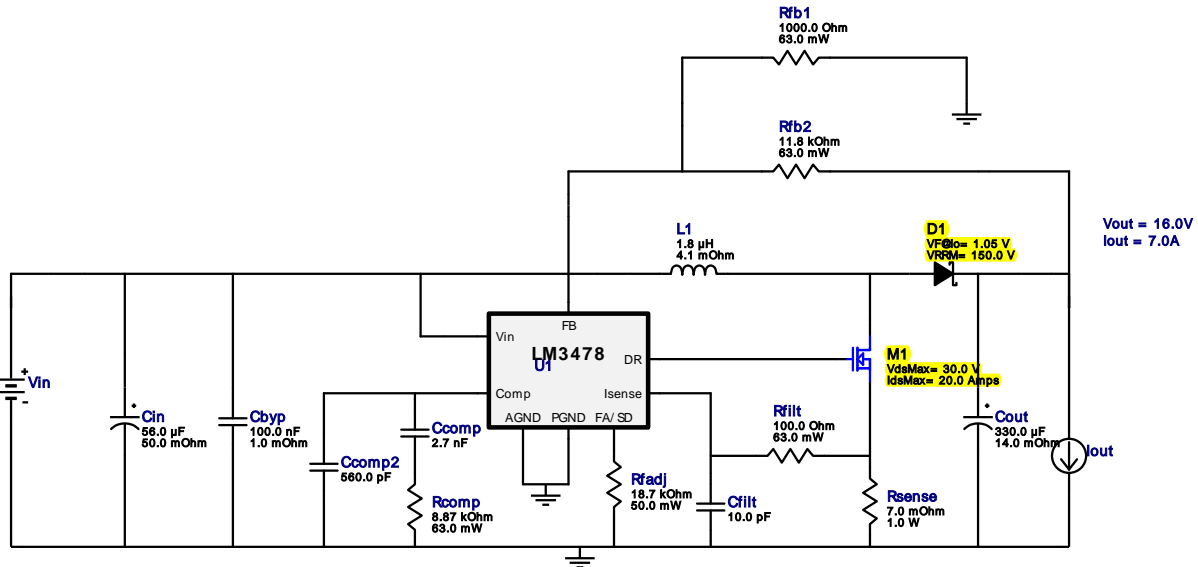 Rfb1
1000.0 Ohm
63.0 mW
Rfb2
11.8 kOhm
63.0 mW
Vout = 16.0V
Iout = 7.0A
L1
1.8 µH
4.1 mOhm
D1
VF@Io= 1.05 V
VRRM= 150.0 V
FB
Vin
LM3478
U1
DR
Comp
Isense
AGND PGND FA/SD
M1
VdsMax= 30.0 V
IdsMax= 20.0 Amps
Vin
+
-
Cin
56.0 µF
50.0 mOhm
Cbyp
100.0 nF
1.0 mOhm
Ccomp
2.7 nF
Ccomp2
560.0 pF
Rcomp
8.87 kOhm
63.0 mW
Rfadj
18.7 kOhm
50.0 mW
Rfilt
100.0 Ohm
63.0 mW
Cfilt
10.0 pF
Rsense
7.0 mOhm
1.0 W
Cout
330.0 µF
14.0 mOhm
Iout